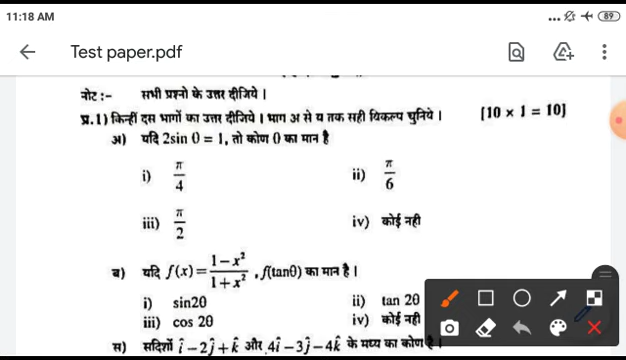 11:18 AM
89
Test paper.pdf
नोट :- सभी प्रश्नो के उत्तर दीजिये ।
प्र.1) किन्हीं दस भागों का उत्तर दीजिये । भाग अ से य तक सही विकल्प चुनिये । [10 × 1 = 10]
अ) यदि 2sin θ = 1, तो कोण θ का मान है
i) π/4 ii) π/6
iii) π/2 iv) कोई नही
ब) यदि f(x) = (1−x²)/(1+x²) , f(tanθ) का मान है ।
i) sin2θ ii) tan 2θ
iii) cos 2θ iv) कोई नही
स) सदिशों î −2ĵ + k̂ और 4î −3ĵ −4k̂ के मध्य का कोण है ।